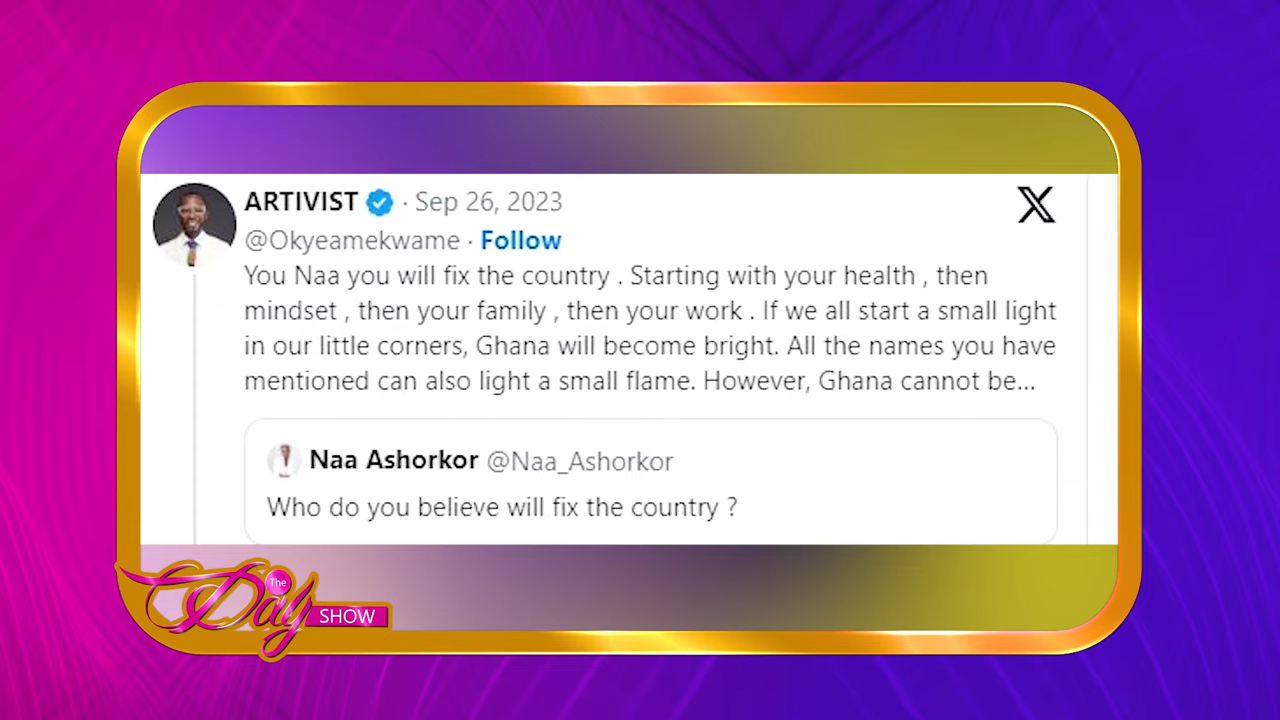 ARTIVIST · Sep 26, 2023
X
@Okyeamekwame · Follow
You Naa you will fix the country . Starting with your health , then
mindset , then your family , then your work . If we all start a small light
in our little corners, Ghana will become bright. All the names you have
mentioned can also light a small flame. However, Ghana cannot be...
Naa Ashorkor @Naa_Ashorkor
Who do you believe will fix the country ?
The
Day
SHOW